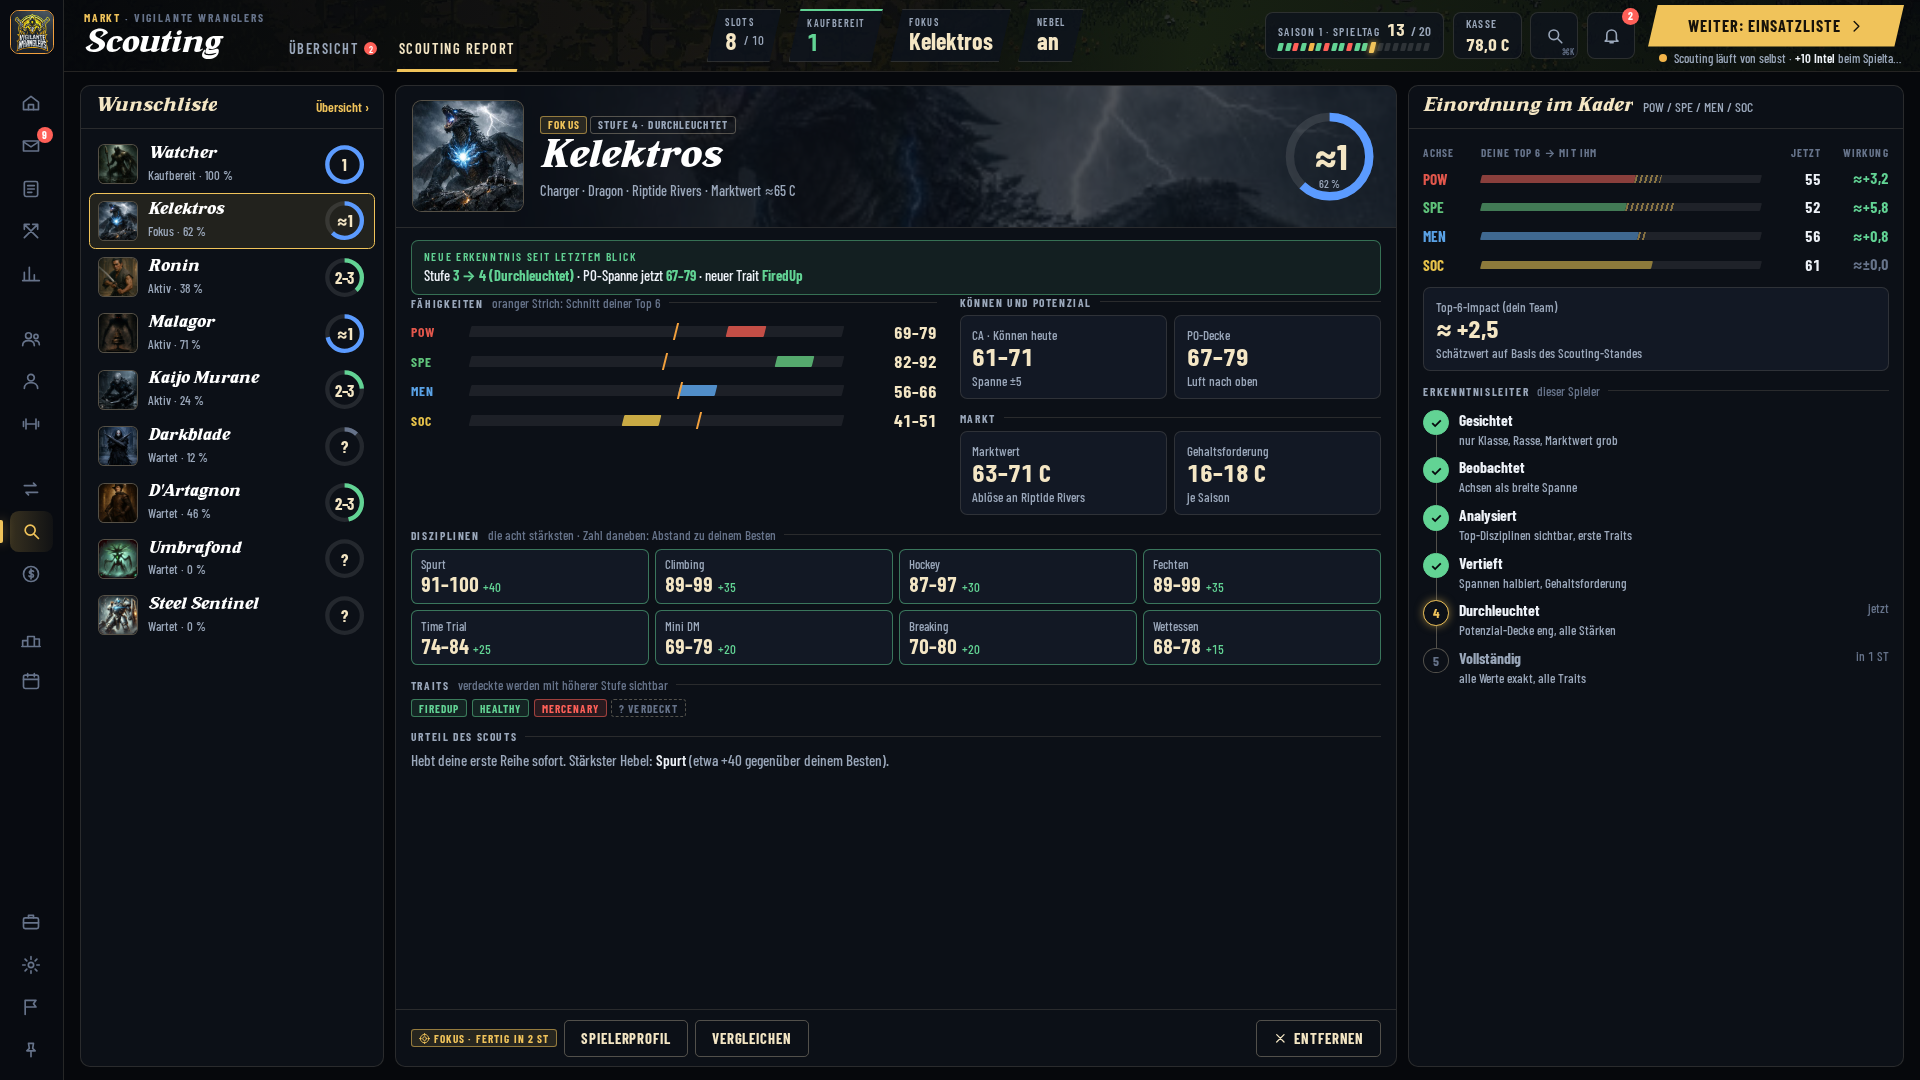 MARKT · VIGILANTE WRANGLERS
Scouting
ÜBERSICHT 2
SCOUTING REPORT
SLOTS
8 / 10
KAUFBEREIT
1
FOKUS
Kelektros
NEBEL
an
SAISON 1 · SPIELTAG 13 / 20
KASSE
78,0 C
⌘K
2
WEITER: EINSATZLISTE
Scouting läuft von selbst · +10 Intel beim Spielta...
9
Wunschliste
Übersicht ›
Watcher
Kaufbereit · 100 %
1
Kelektros
Fokus · 62 %
≈1
Ronin
Aktiv · 38 %
2-3
Malagor
Aktiv · 71 %
≈1
Kaijo Murane
Aktiv · 24 %
2-3
Darkblade
Wartet · 12 %
?
D'Artagnon
Wartet · 46 %
2-3
Umbrafond
Wartet · 0 %
?
Steel Sentinel
Wartet · 0 %
?
FOKUS
STUFE 4 · DURCHLEUCHTET
Kelektros
Charger · Dragon · Riptide Rivers · Marktwert ≈65 C
≈1
62 %
NEUE ERKENNTNIS SEIT LETZTEM BLICK
Stufe 3 → 4 (Durchleuchtet) · PO-Spanne jetzt 67–79 · neuer Trait FiredUp
FÄHIGKEITEN oranger Strich: Schnitt deiner Top 6
POW 69–79
SPE 82–92
MEN 56–66
SOC 41–51
KÖNNEN UND POTENZIAL
CA · Können heute
61–71
Spanne ±5
PO-Decke
67–79
Luft nach oben
MARKT
Marktwert
63–71 C
Ablöse an Riptide Rivers
Gehaltsforderung
16–18 C
je Saison
DISZIPLINEN die acht stärksten · Zahl daneben: Abstand zu deinem Besten
Spurt
91–100 +40
Climbing
89–99 +35
Hockey
87–97 +30
Fechten
89–99 +35
Time Trial
74–84 +25
Mini DM
69–79 +20
Breaking
70–80 +20
Wettessen
68–78 +15
TRAITS verdeckte werden mit höherer Stufe sichtbar
FIREDUP
HEALTHY
MERCENARY
? VERDECKT
URTEIL DES SCOUTS
Hebt deine erste Reihe sofort. Stärkster Hebel: Spurt (etwa +40 gegenüber deinem Besten).
FOKUS · FERTIG IN 2 ST
SPIELERPROFIL
VERGLEICHEN
✕ ENTFERNEN
Einordnung im Kader POW / SPE / MEN / SOC
ACHSE DEINE TOP 6 → MIT IHM JETZT WIRKUNG
POW 55 ≈+3,2
SPE 52 ≈+5,8
MEN 56 ≈+0,8
SOC 61 ≈±0,0
Top-6-Impact (dein Team)
≈ +2,5
Schätzwert auf Basis des Scouting-Standes
ERKENNTNISLEITER dieser Spieler
Gesichtet
nur Klasse, Rasse, Marktwert grob
Beobachtet
Achsen als breite Spanne
Analysiert
Top-Disziplinen sichtbar, erste Traits
Vertieft
Spannen halbiert, Gehaltsforderung
4 Durchleuchtet jetzt
Potenzial-Decke eng, alle Stärken
5 Vollständig in 1 ST
alle Werte exakt, alle Traits